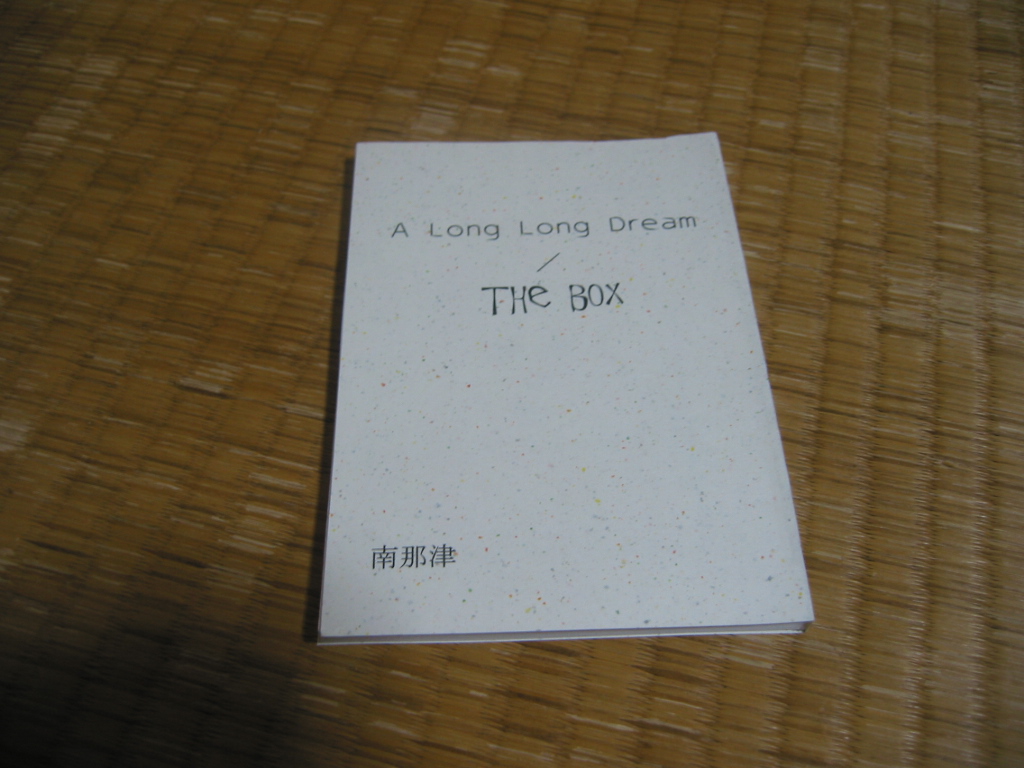 A Long Long Dream
/
THe BOX
南那津